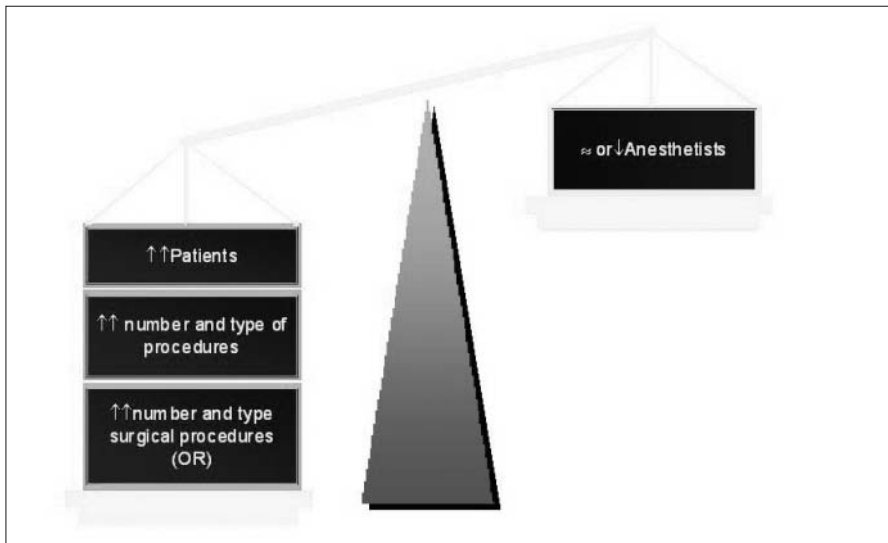 ≈ or ↓Anesthetists
↑↑Patients
↑↑ number and type of
procedures
↑↑number and type
surgical procedures
(OR)